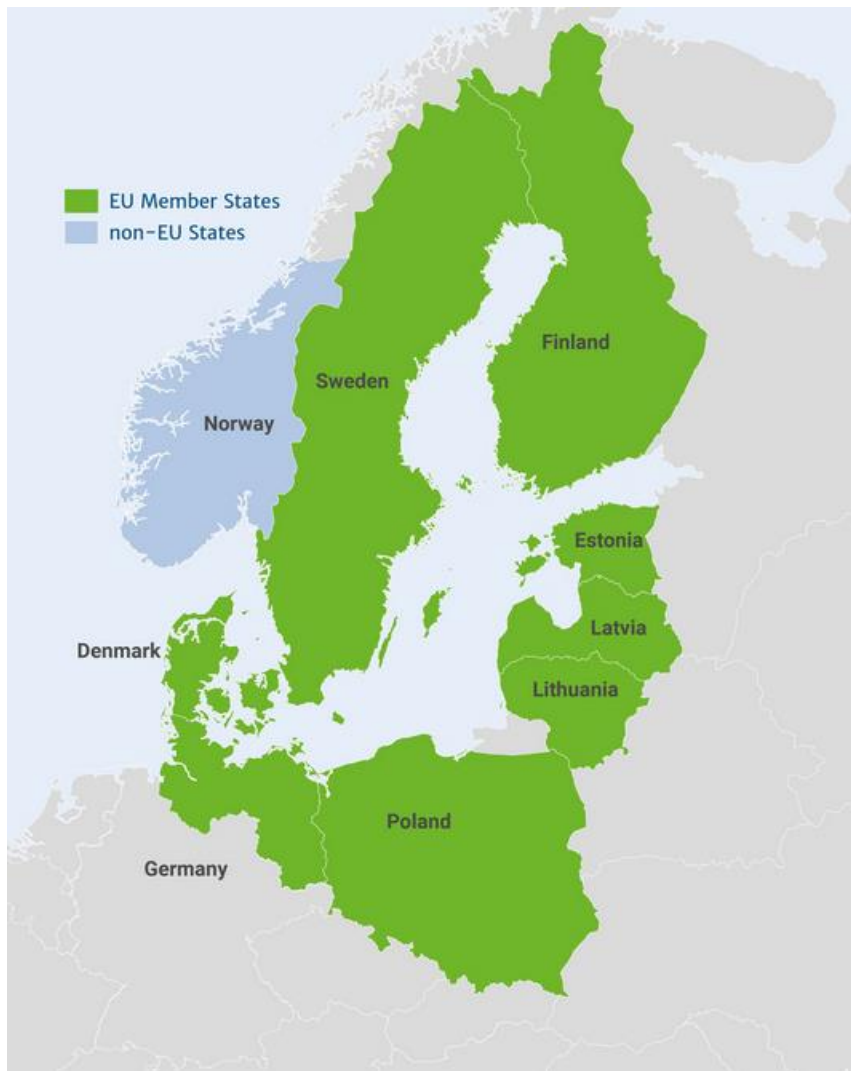 EU Member States
non-EU States
Finland
Sweden
Norway
Estonia
Latvia
Denmark
Lithuania
Poland
Germany